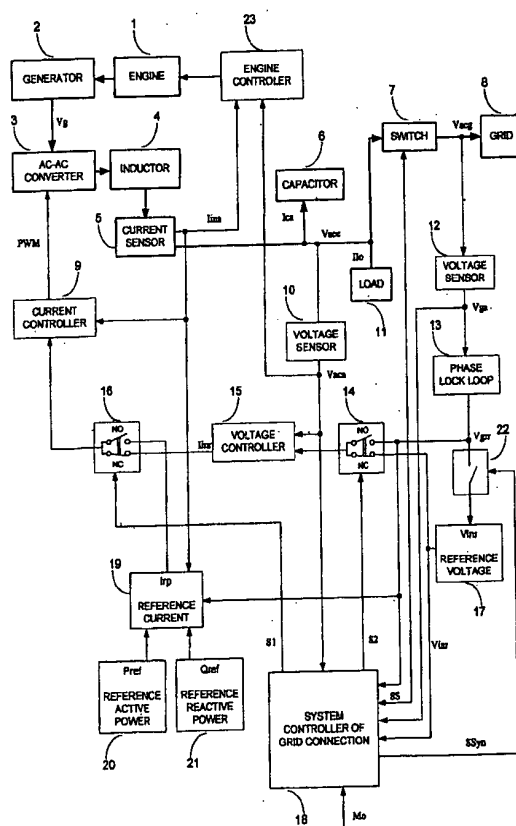 2
1
23
GENERATOR
ENGINE
ENGINE
CONTROLER
7
8
Vg
4
6
SWITCH
Vacg
GRID
3
AC-AC
CONVERTER
INDUCTOR
CAPACITOR
5
CURRENT
SENSOR
Ica
Vacc
12
PWM
Ilo
VOLTAGE
SENSOR
9
10
LOAD
11
Vga
13
CURRENT
CONTROLLER
VOLTAGE
SENSOR
PHASE
LOCK LOOP
16
15
Vaca
14
NO
VOLTAGE
CONTROLLER
NO
Vgrr
22
NC
NC
19
Irp
REFERENCE
CURRENT
REFERENCE
VOLTAGE
17
S1
S2
Pref
Qref
REFERENCE
ACTIVE
POWER
REFERENCE
REACTIVE
POWER
SS
SYSTEM
CONTROLLER OF
GRID CONNECTION
SSyn
20
21
18
Mo